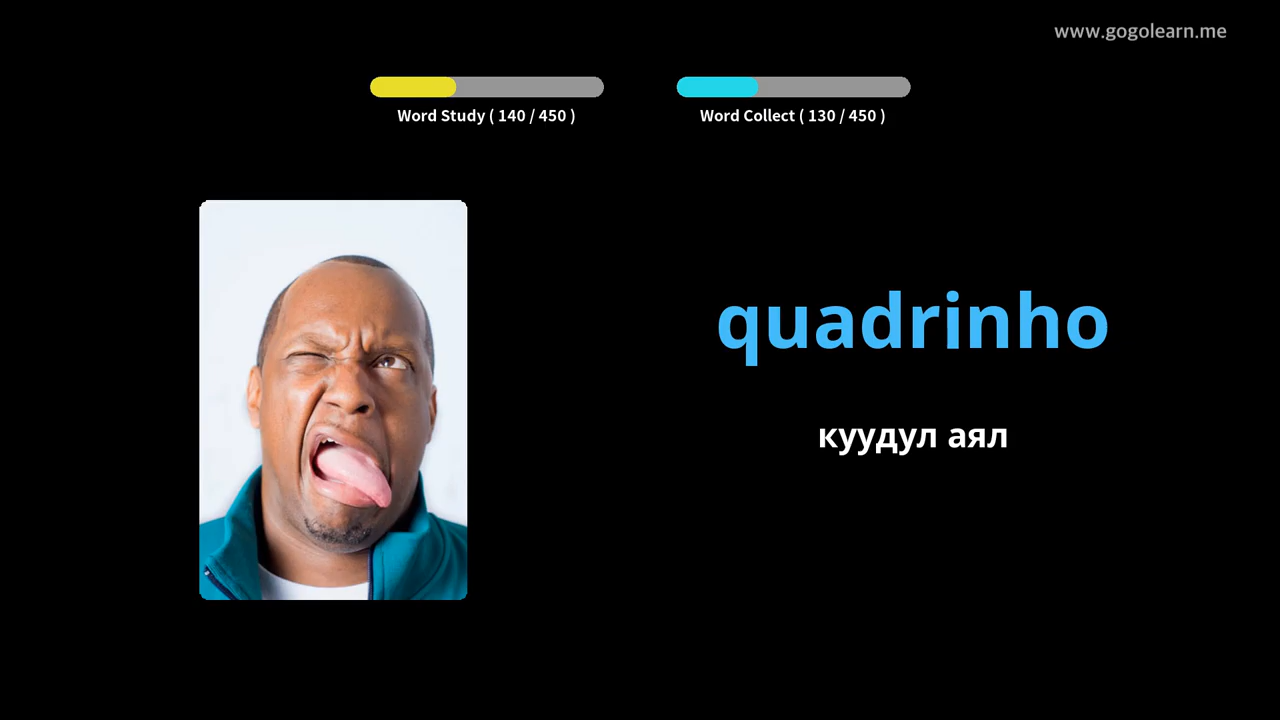 www.gogolearn.me
Word Study ( 140 / 450 )
Word Collect ( 130 / 450 )
quadrinho
куудул аял